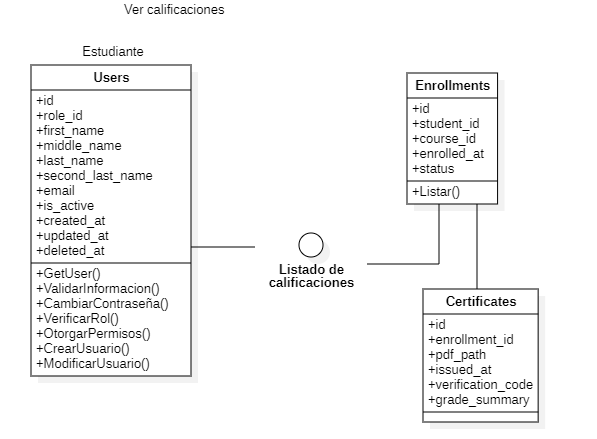 Ver calificaciones
Estudiante
Users
+id
+role_id
+first_name
+middle_name
+last_name
+second_last_name
+email
+is_active
+created_at
+updated_at
+deleted_at
+GetUser()
+ValidarInformacion()
+CambiarContraseña()
+VerificarRol()
+OtorgarPermisos()
+CrearUsuario()
+ModificarUsuario()
Listado de
calificaciones
Enrollments
+id
+student_id
+course_id
+enrolled_at
+status
+Listar()
Certificates
+id
+enrollment_id
+pdf_path
+issued_at
+verification_code
+grade_summary